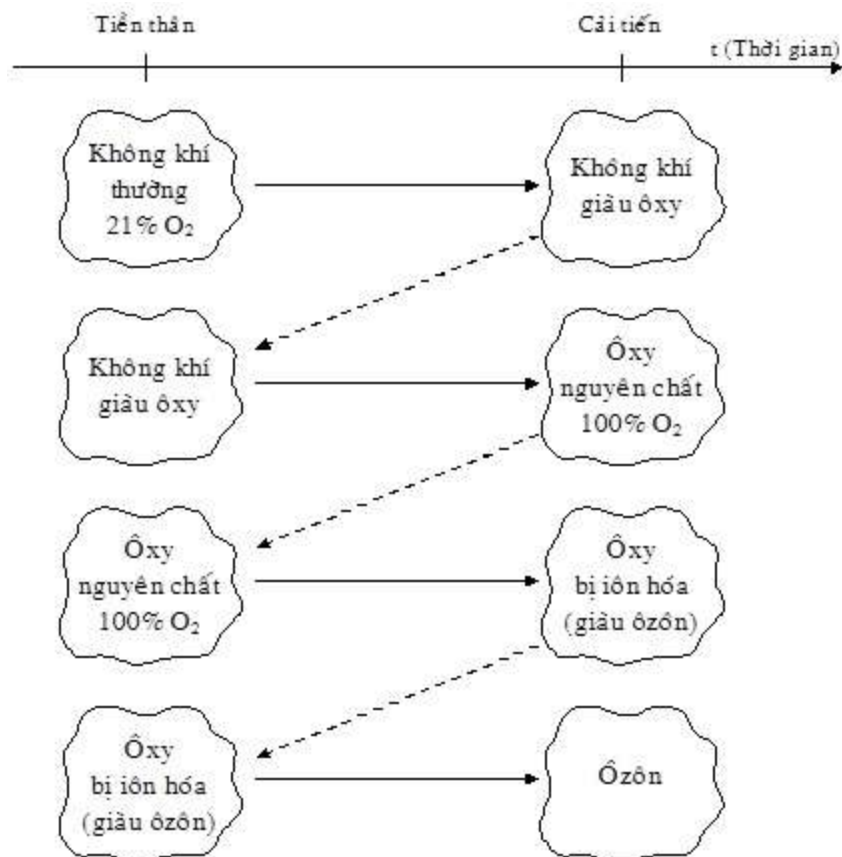 Tiền thân
Cải tiến
t (Thời gian)
Không khí
thường
21% O₂
Không khí
giàu ôxy
Không khí
giàu ôxy
Ôxy
nguyên chất
100% O₂
Ôxy
nguyên chất
100% O₂
Ôxy
bị iôn hóa
(giàu ôzôn)
Ôxy
bị iôn hóa
(giàu ôzôn)
Ôzôn